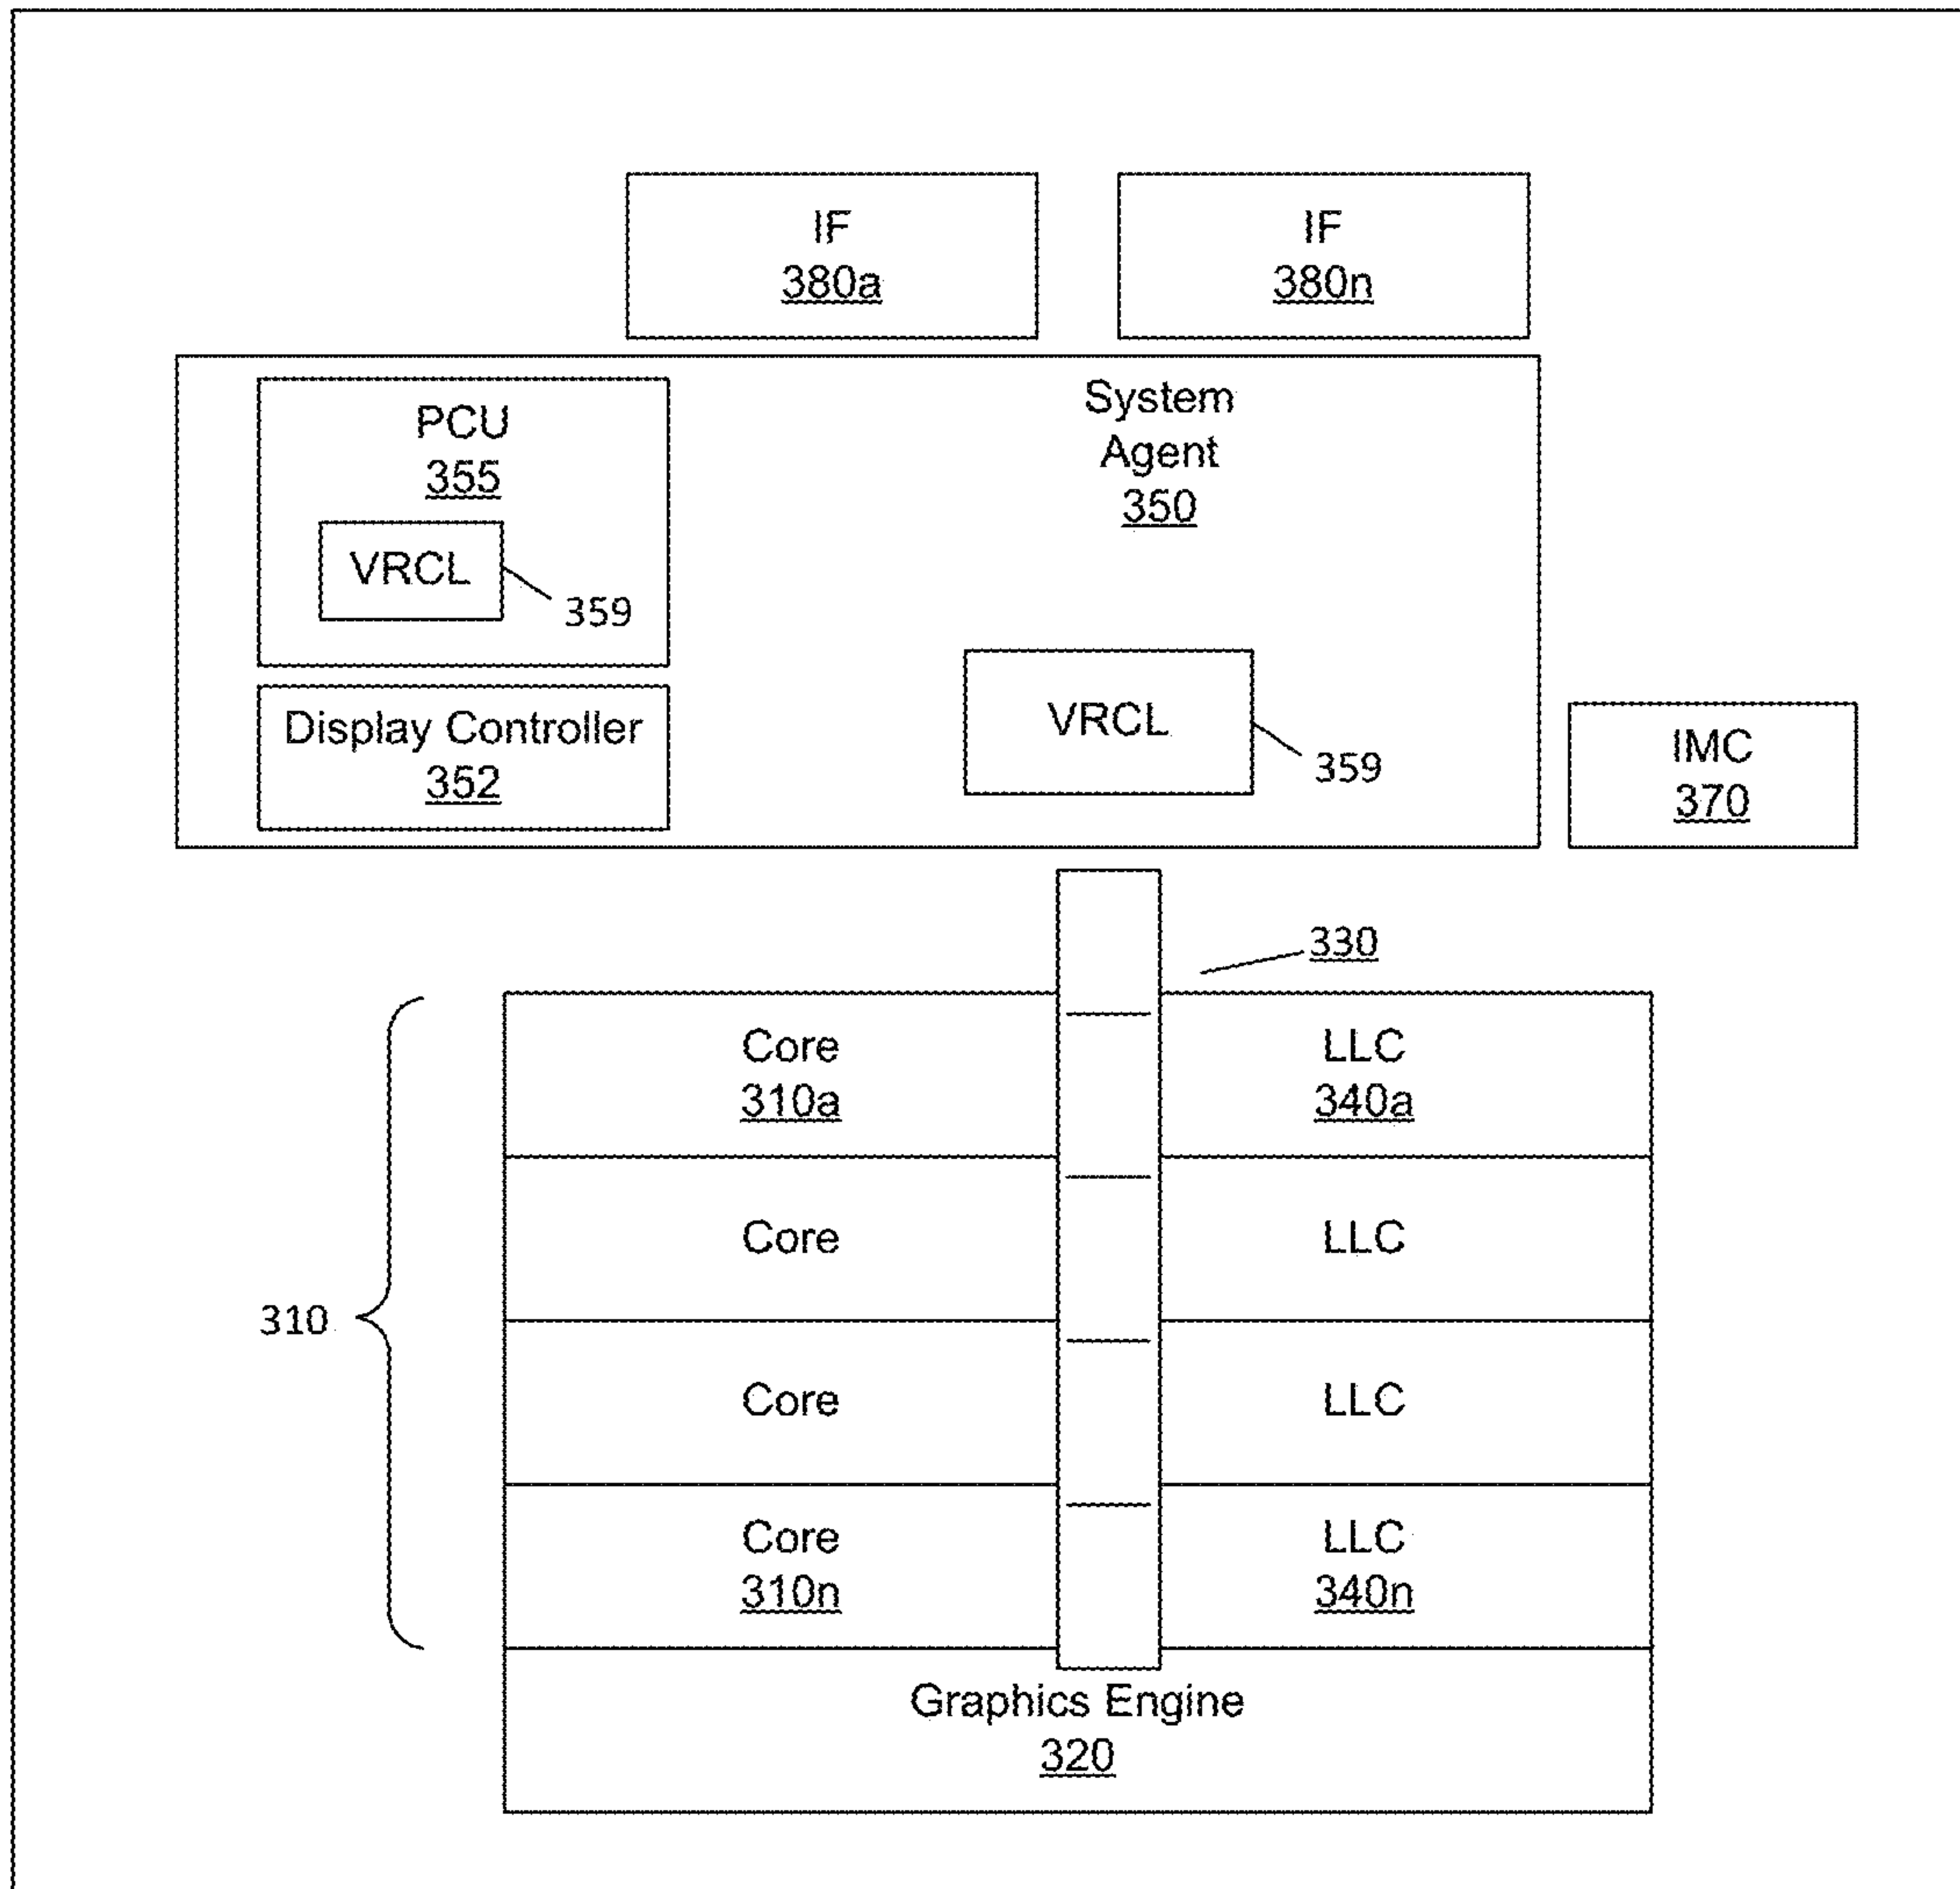 IF
380a
IF
380n
PCU
355
VRCL
359
System
Agent
350
Display Controller
352
VRCL
359
IMC
370
330
310
Core
310a
LLC
340a
Core
LLC
Core
LLC
Core
310n
LLC
340n
Graphics Engine
320